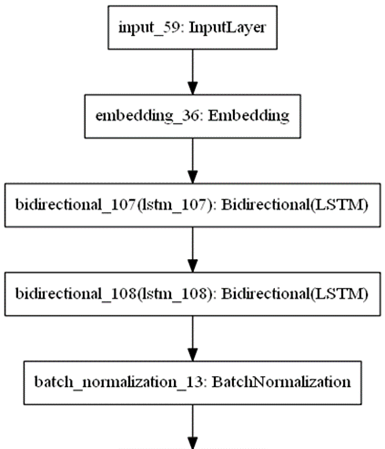 input_59: InputLayer
embedding_36: Embedding
bidirectional_107(lstm_107): Bidirectional(LSTM)
bidirectional_108(lstm_108): Bidirectional(LSTM)
batch_normalization_13: BatchNormalization